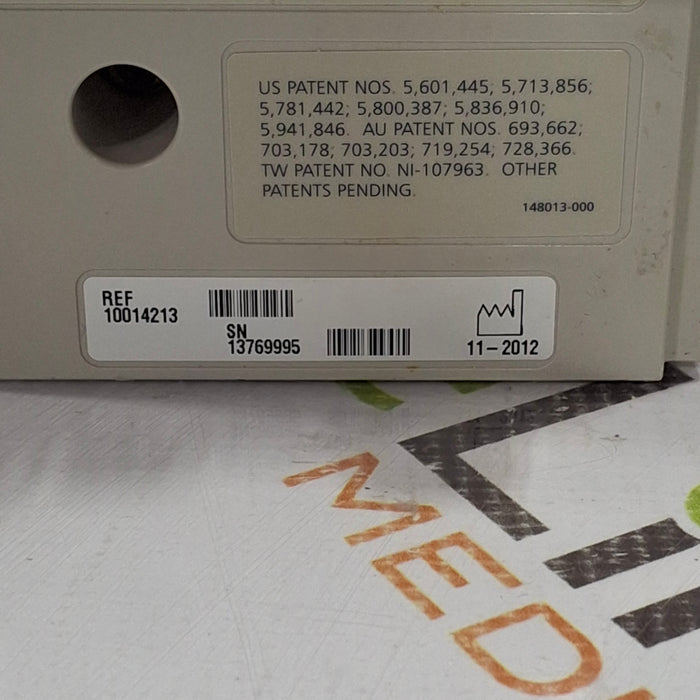 US PATENT NOS. 5,601,445; 5,713,856;
5,781,442; 5,800,387; 5,836,910;
5,941,846. AU PATENT NOS. 693,662;
703,178; 703,203; 719,254; 728,366.
TW PATENT NO. NI-107963. OTHER
PATENTS PENDING.
148013-000
REF
10014213
SN
13769995
11-2012
MED